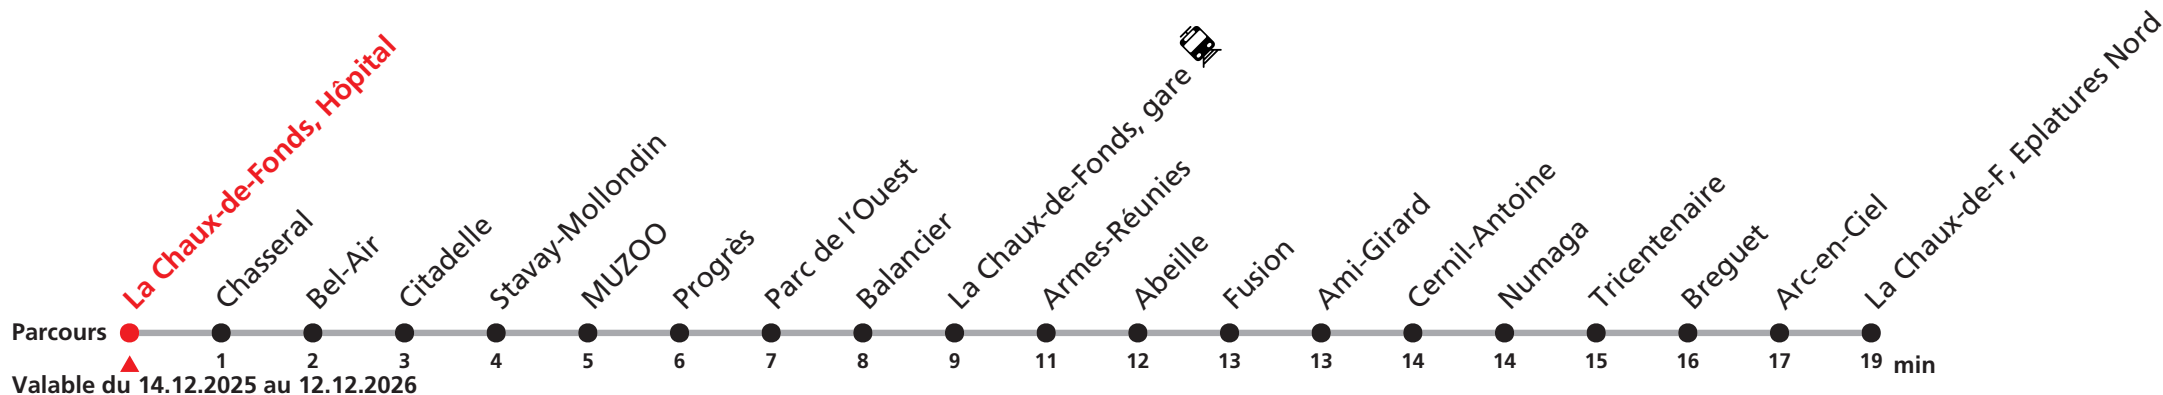 La Chaux-de-Fonds, Hôpital
Chasseral
Bel-Air
Citadelle
Stavay-Mollondin
MUZOO
Progrès
Parc de l'Ouest
Balancier
La Chaux-de-Fonds, gare
Armes-Réunies
Abeille
Fusion
Ami-Girard
Cernil-Antoine
Numaga
Tricentenaire
Breguet
Arc-en-Ciel
La Chaux-de-F, Eplatures Nord
Parcours
1 2 3 4 5 6 7 8 9 11 12 13 13 14 14 15 16 17 19 min
Valable du 14.12.2025 au 12.12.2026